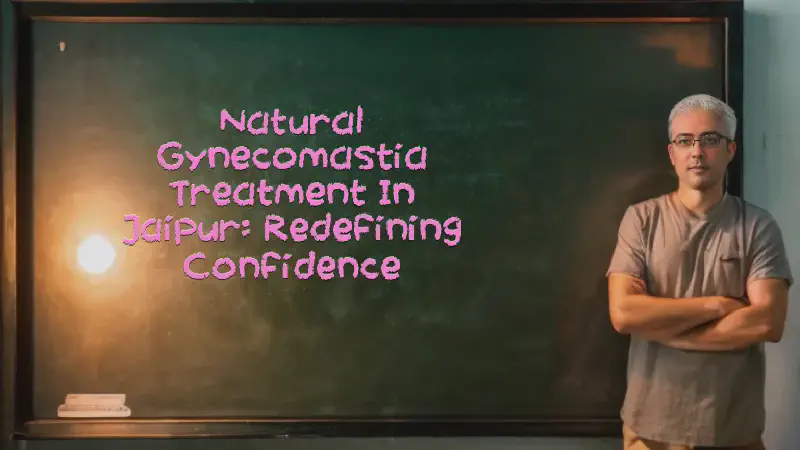 Natural
Gynecomastia
Treatment In
Jaipur: Redefining
Confidence